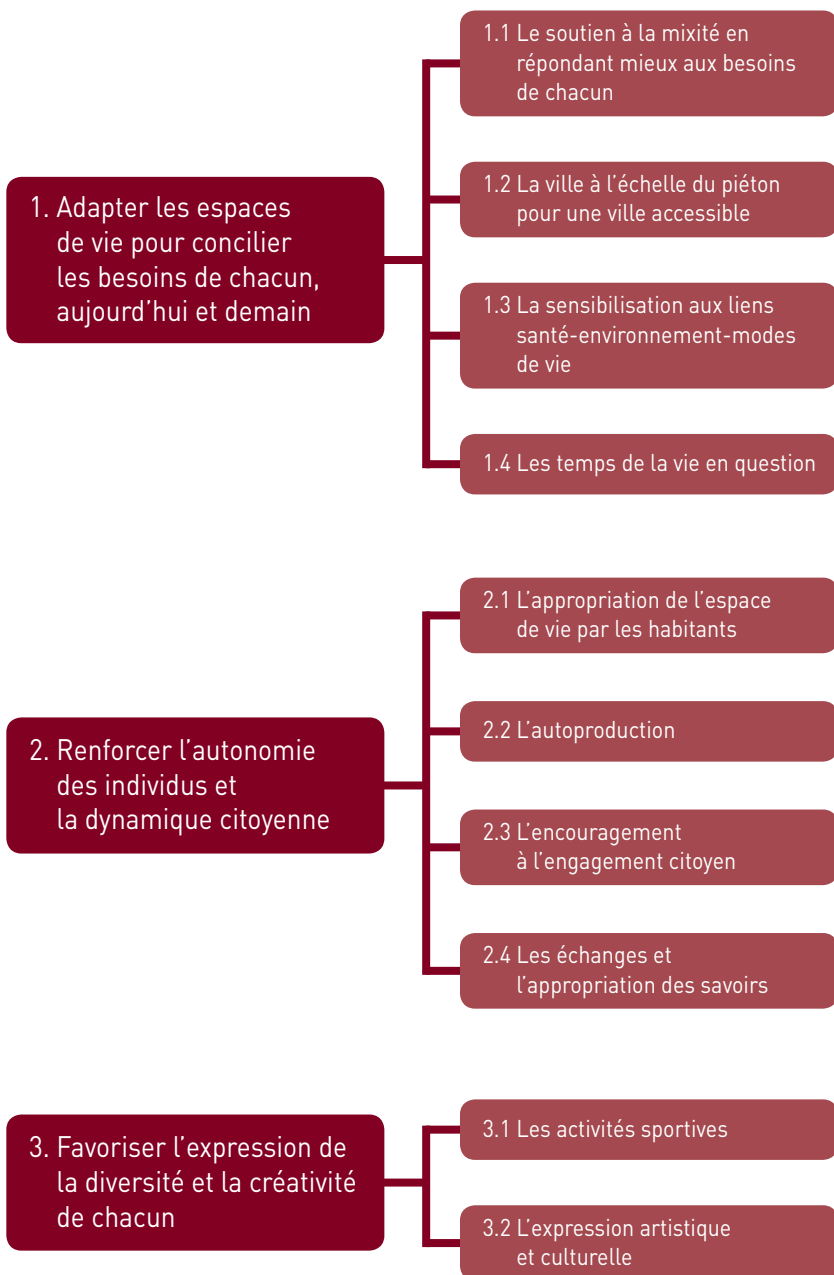 1. Adapter les espaces
de vie pour concilier
les besoins de chacun,
aujourd’hui et demain
1.1 Le soutien à la mixité en
répondant mieux aux besoins
de chacun
1.2 La ville à l’échelle du piéton
pour une ville accessible
1.3 La sensibilisation aux liens
santé-environnement-modes
de vie
1.4 Les temps de la vie en question
2. Renforcer l’autonomie
des individus et
la dynamique citoyenne
2.1 L’appropriation de l’espace
de vie par les habitants
2.2 L’autoproduction
2.3 L’encouragement
à l’engagement citoyen
2.4 Les échanges et
l’appropriation des savoirs
3. Favoriser l’expression de
la diversité et la créativité
de chacun
3.1 Les activités sportives
3.2 L’expression artistique
et culturelle